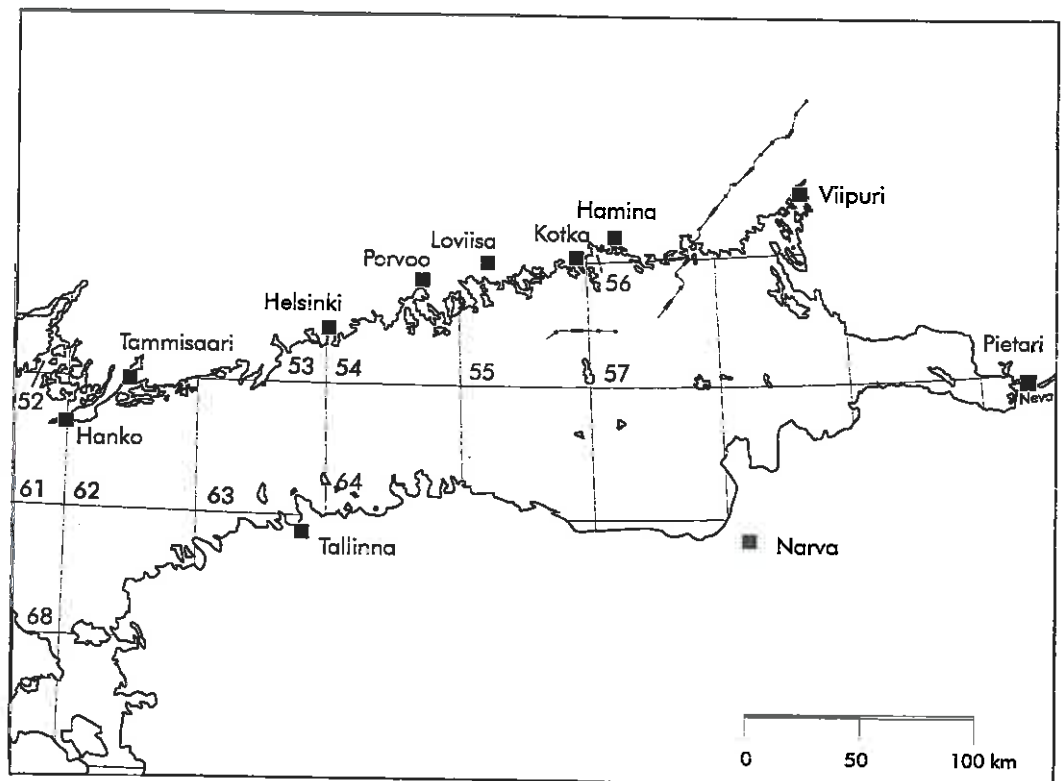 Viipuri
Hamina
Kotka
Loviisa
Porvoo
56
Helsinki
Tammisaari
53
54
55
57
Pietari
Neva
52
Hanko
61
62
63
64
Tallinna
Narva
68
0
50
100 km